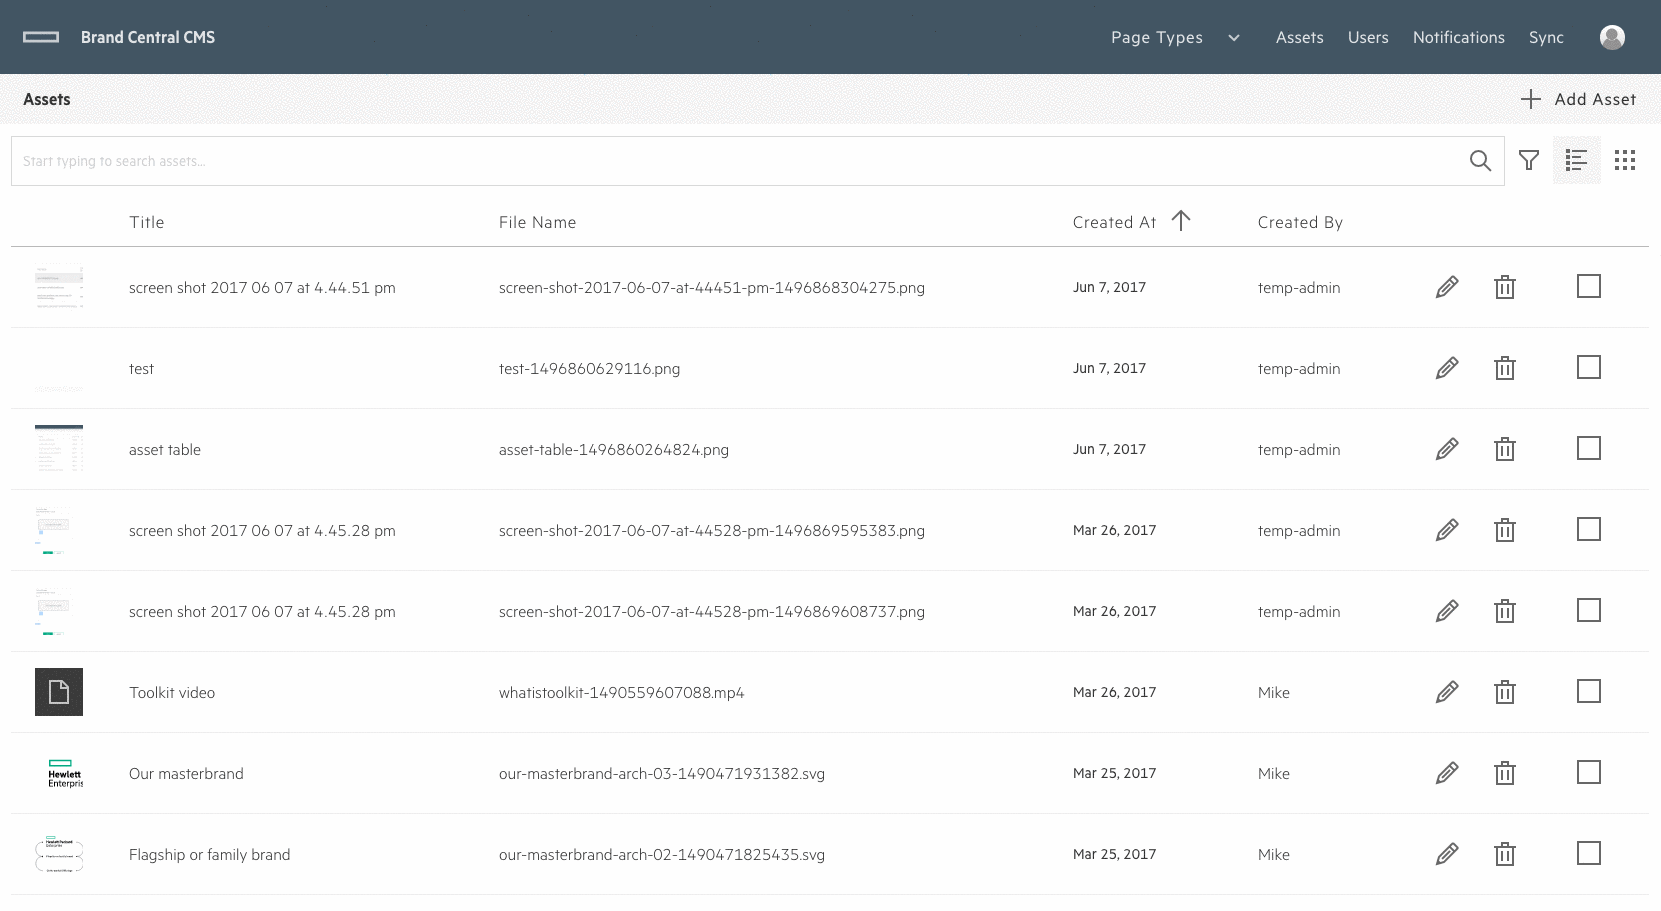 Brand Central CMS
Page Types Assets Users Notifications Sync
Assets
Add Asset
Start typing to search assets...
Title File Name Created At Created By
screen shot 2017 06 07 at 4.44.51 pm screen-shot-2017-06-07-at-44451-pm-1496868304275.png Jun 7, 2017 temp-admin
test test-1496860629116.png Jun 7, 2017 temp-admin
asset table asset-table-1496860264824.png Jun 7, 2017 temp-admin
screen shot 2017 06 07 at 4.45.28 pm screen-shot-2017-06-07-at-44528-pm-1496869595383.png Mar 26, 2017 temp-admin
screen shot 2017 06 07 at 4.45.28 pm screen-shot-2017-06-07-at-44528-pm-1496869608737.png Mar 26, 2017 temp-admin
Toolkit video whatistoolkit-1490559607088.mp4 Mar 26, 2017 Mike
Hewlett
Enterpris
Our masterbrand our-masterbrand-arch-03-1490471931382.svg Mar 25, 2017 Mike
Flagship or family brand our-masterbrand-arch-02-1490471825435.svg Mar 25, 2017 Mike